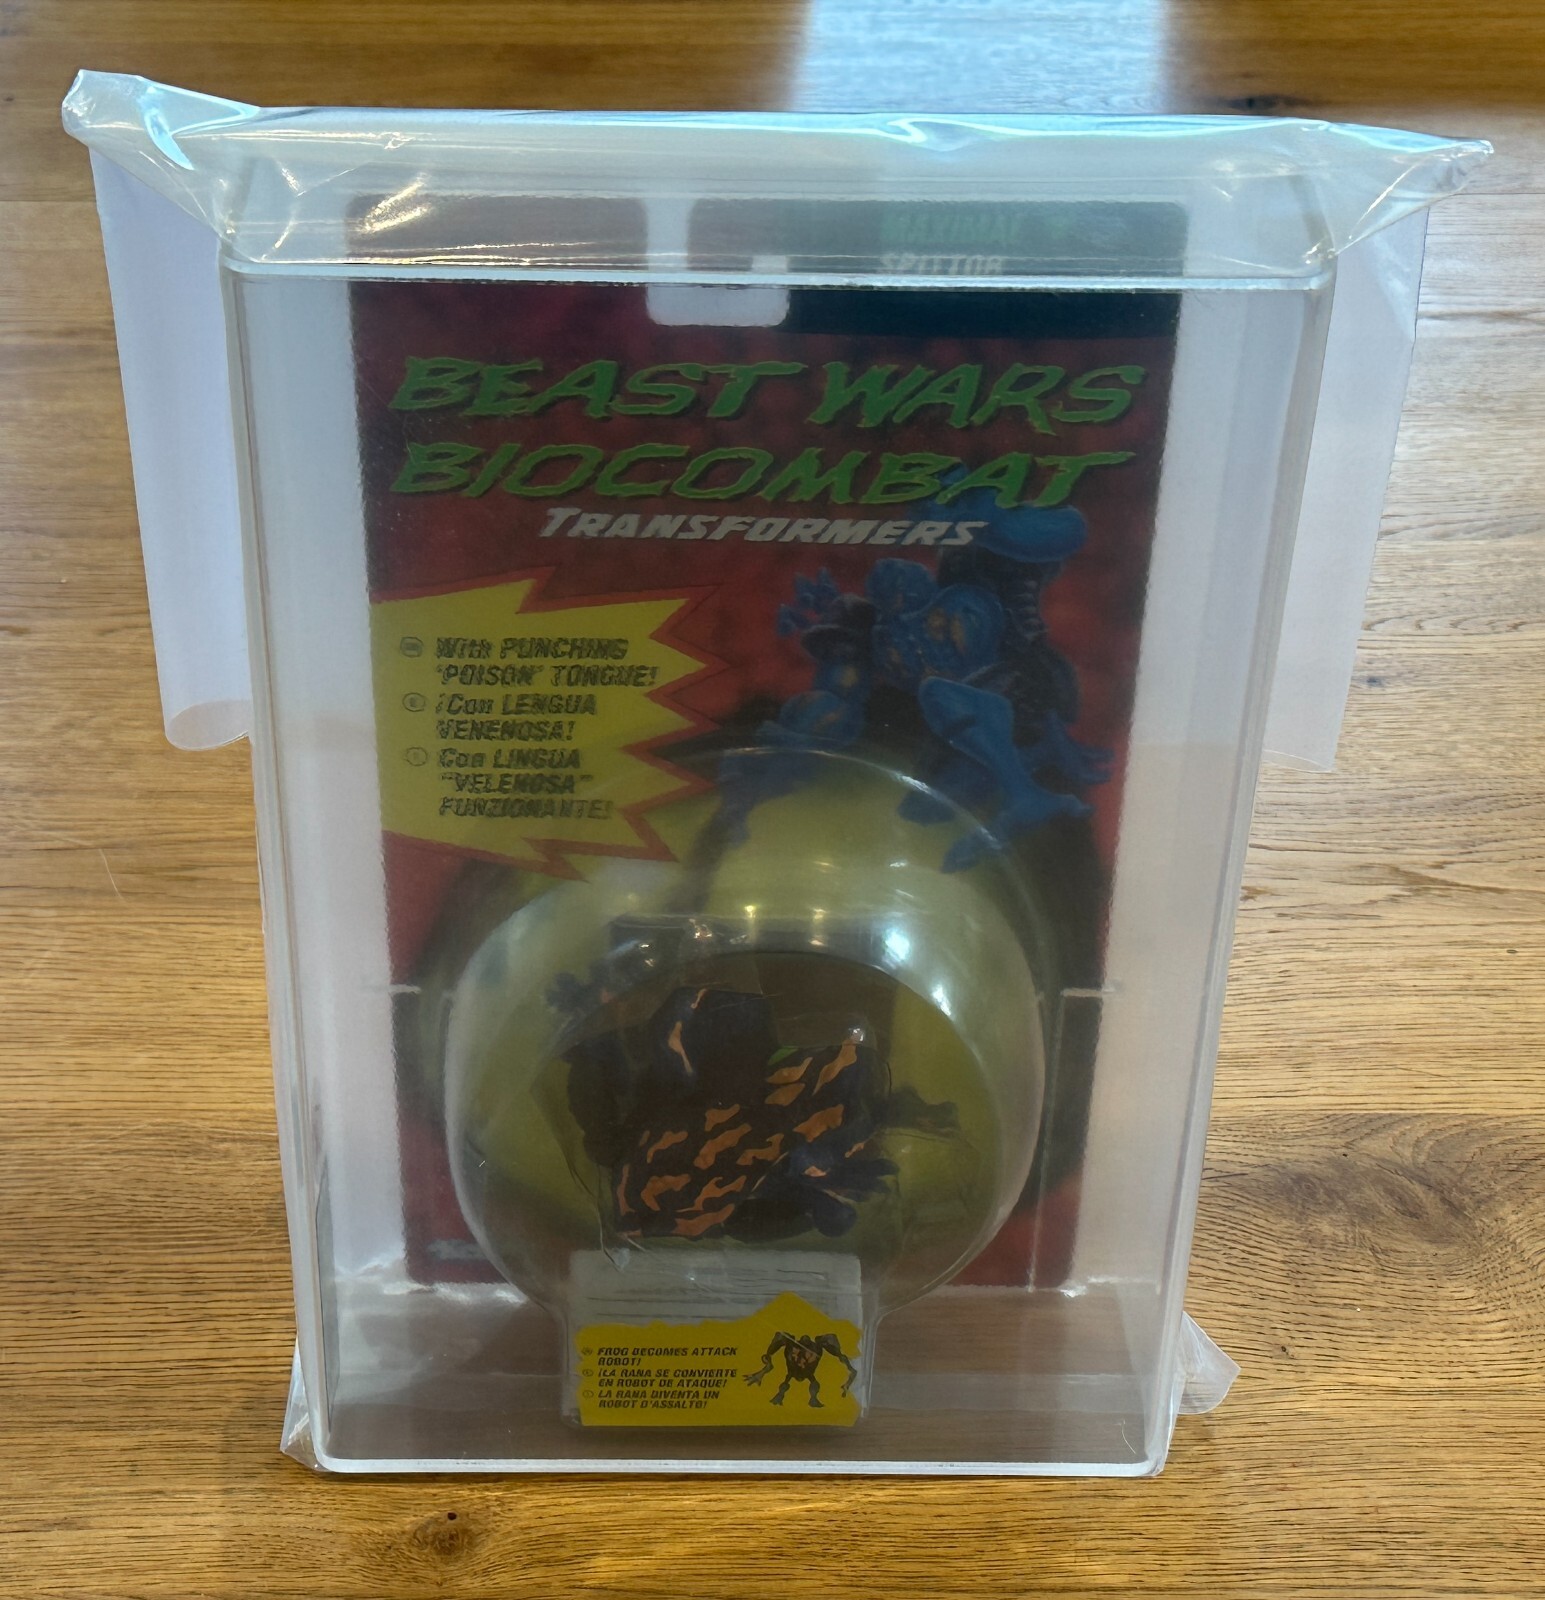 MAXIMAL
SPITTOR
BEAST WARS
BIOCOMBAT
TRANSFORMERS
With PUNCHING
'POISON' TONGUE!
¡Con LENGUA
VENENOSA!
Con LINGUA
"VELENOSA"
FUNZIONANTE!
FROG BECOMES ATTACK
ROBOT!
¡LA RANA SE CONVIERTE
EN ROBOT DE ATAQUE!
LA RANA DIVENTA UN
ROBOT D'ASSALTO!